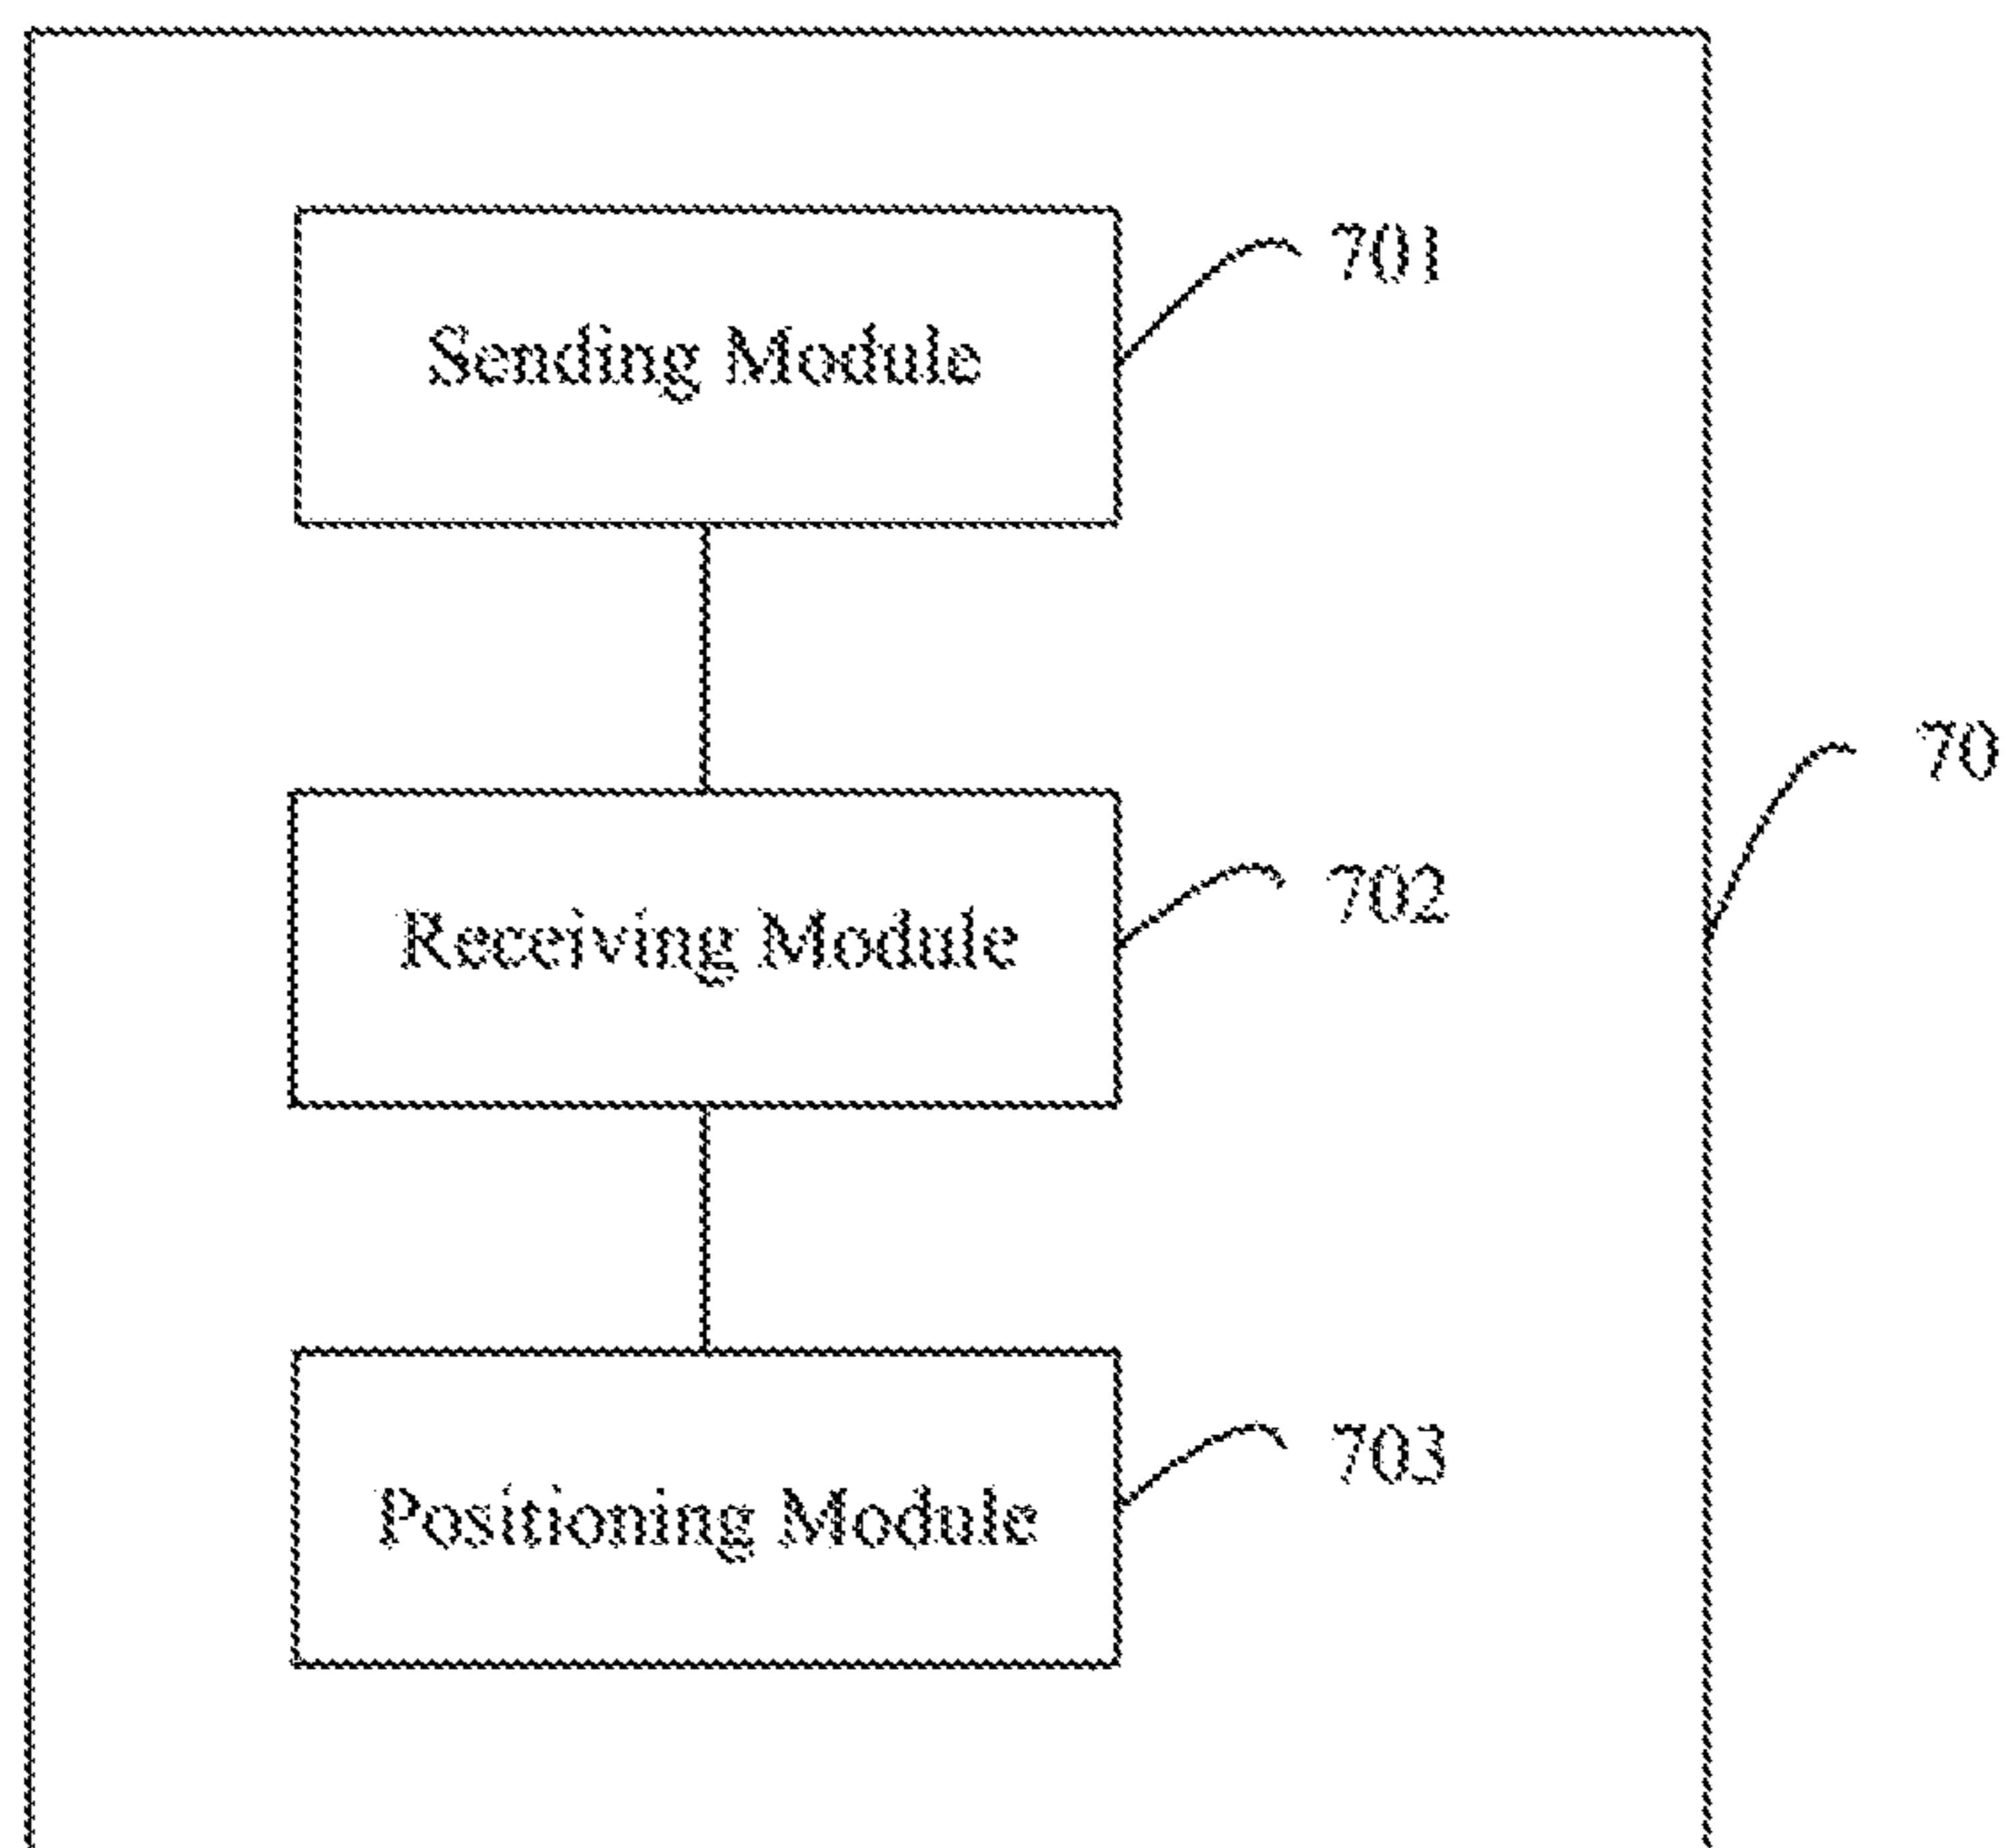 701
Sending Module
70
702
Receiving Module
703
Positioning Module